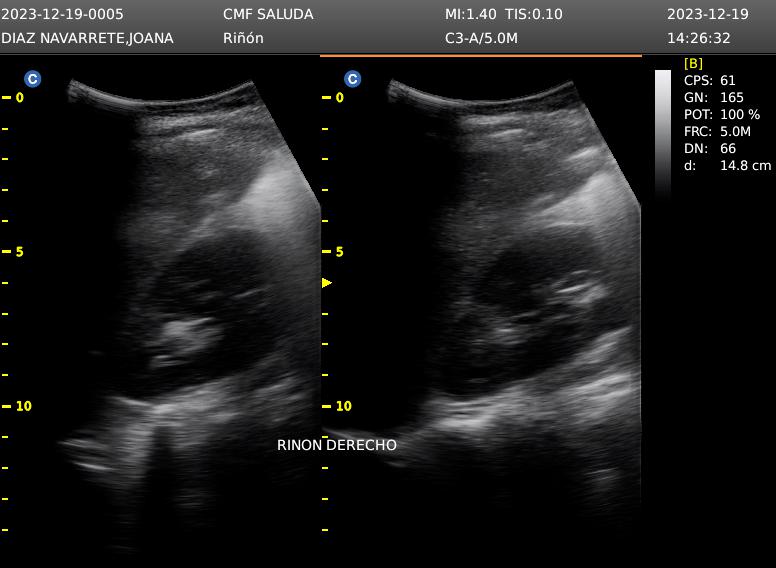 2023-12-19-0005 CMF SALUDA MI:1.40 TIS:0.10 2023-12-19
DIAZ NAVARRETE,JOANA Riñón C3-A/5.0M 14:26:32
[B]
C C
CPS: 61
0 0
GN: 165
POT: 100 %
FRC: 5.0M
DN: 66
d: 14.8 cm
5 5
10 10
RINON DERECHO